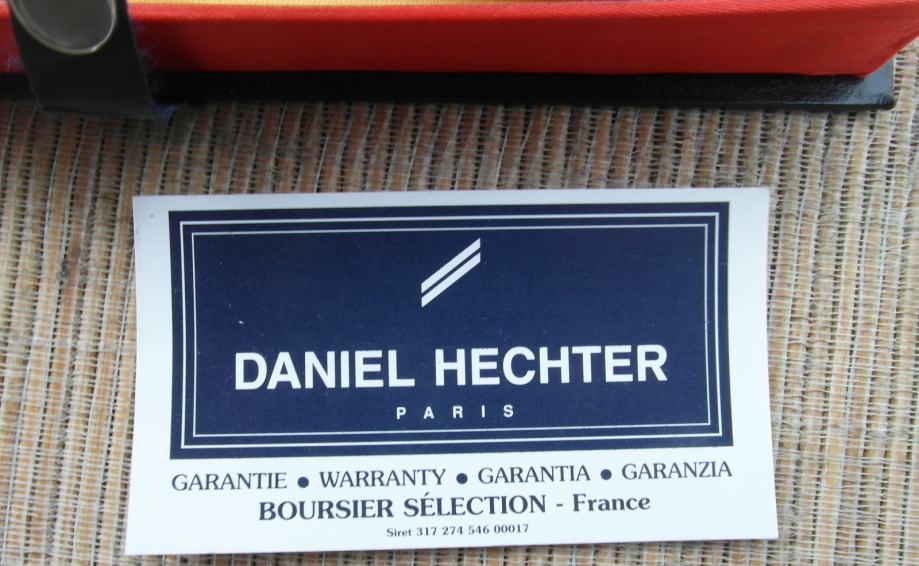 DANIEL HECHTER
PARIS
GARANTIE • WARRANTY • GARANTIA • GARANZIA
BOURSIER SÉLECTION - France
Siret 317 274 546 00017